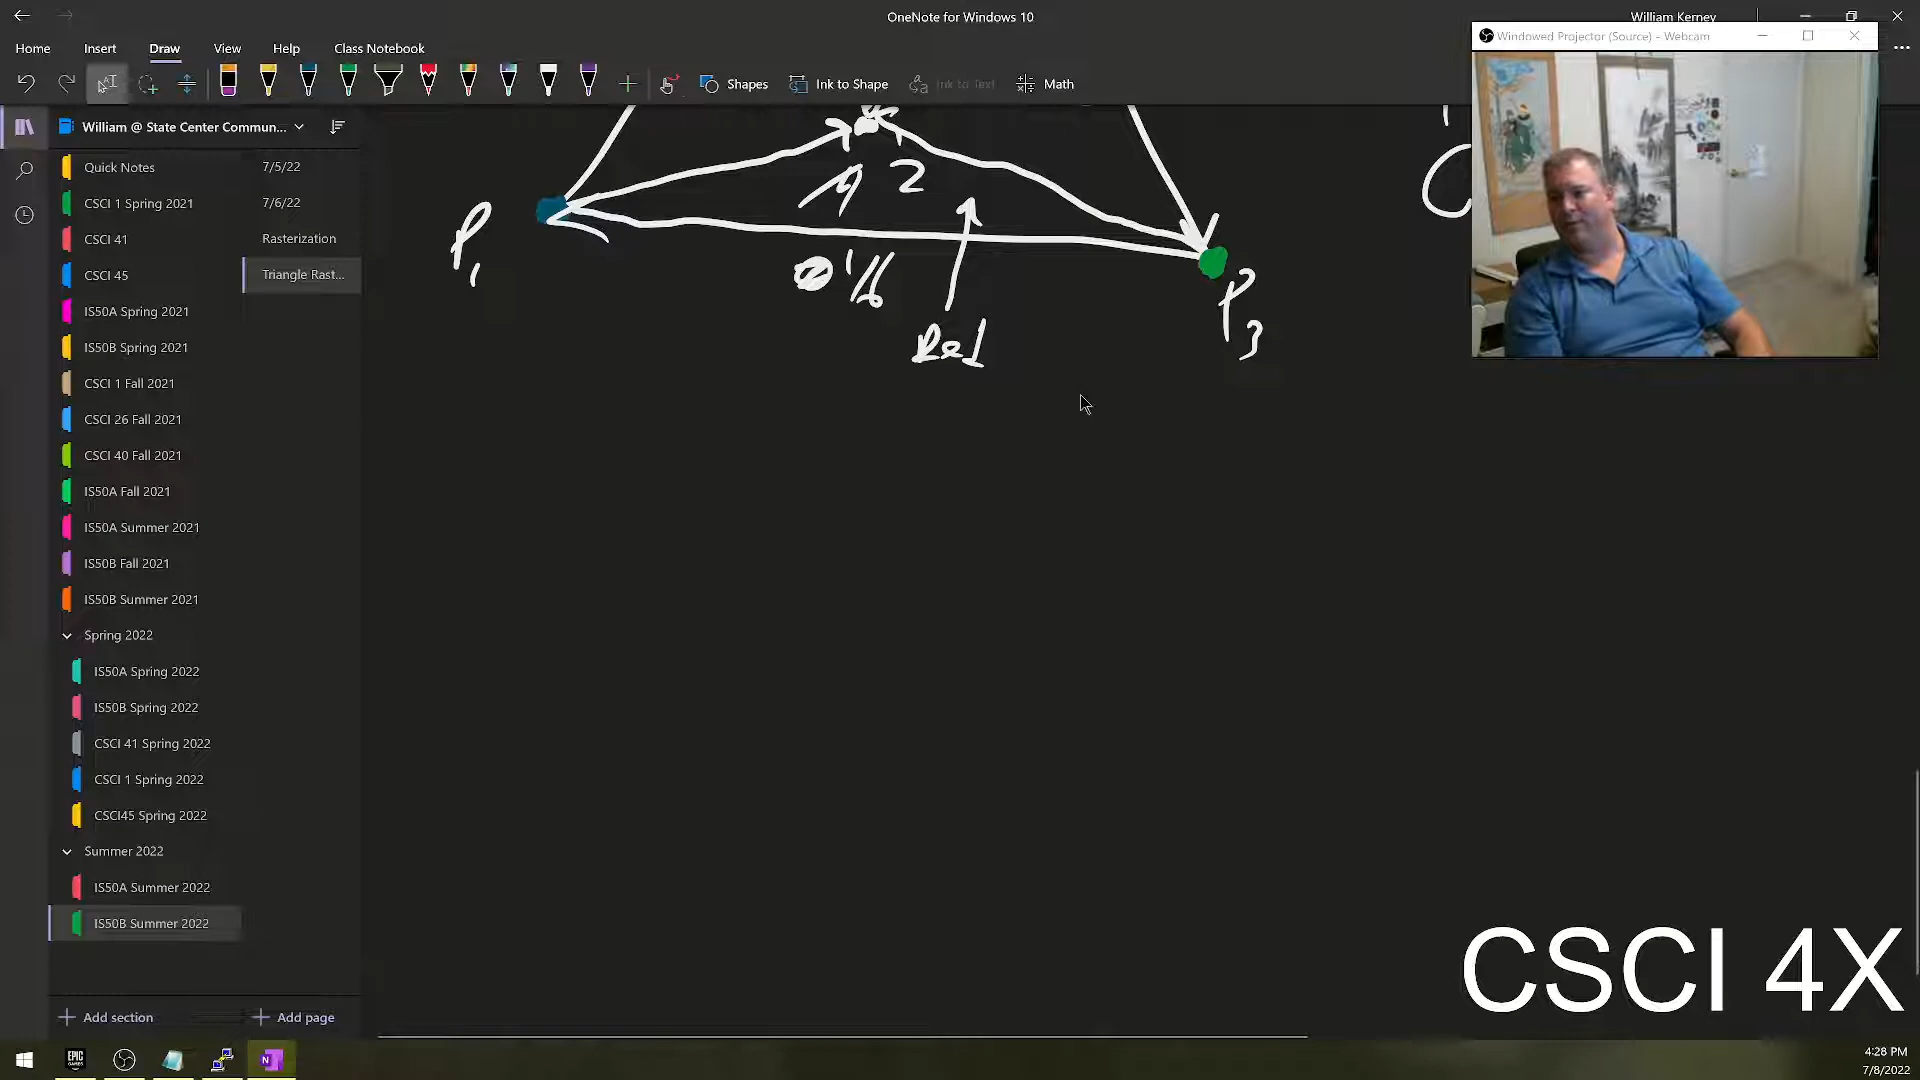 OneNote for Windows 10
William Kerney
Windowed Projector (Source) - Webcam
Home Insert Draw View Help Class Notebook
Shapes Ink to Shape Ink to Text Math
William @ State Center Commun...
Quick Notes
CSCI 1 Spring 2021
CSCI 41
CSCI 45
IS50A Spring 2021
IS50B Spring 2021
CSCI 1 Fall 2021
CSCI 26 Fall 2021
CSCI 40 Fall 2021
IS50A Fall 2021
IS50A Summer 2021
IS50B Fall 2021
IS50B Summer 2021
Spring 2022
IS50A Spring 2022
IS50B Spring 2022
CSCI 41 Spring 2022
CSCI 1 Spring 2022
CSCI45 Spring 2022
Summer 2022
IS50A Summer 2022
IS50B Summer 2022
Add section
7/5/22
7/6/22
Rasterization
Triangle Rast...
Add page
2
P1
P3
Red
CSCI 4X
EPIC GAMES
4:28 PM
7/8/2022